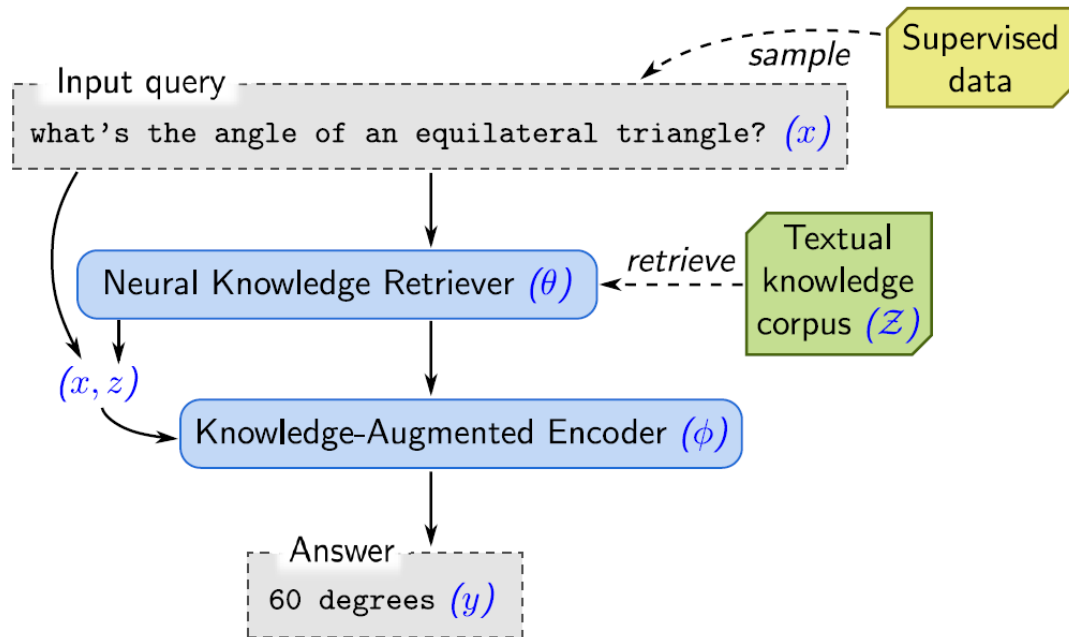 sample
Supervised
data
Input query
what's the angle of an equilateral triangle? (x)
Neural Knowledge Retriever (θ)
retrieve
Textual
knowledge
corpus (𝒵)
(x, z)
Knowledge-Augmented Encoder (ϕ)
Answer
60 degrees (y)